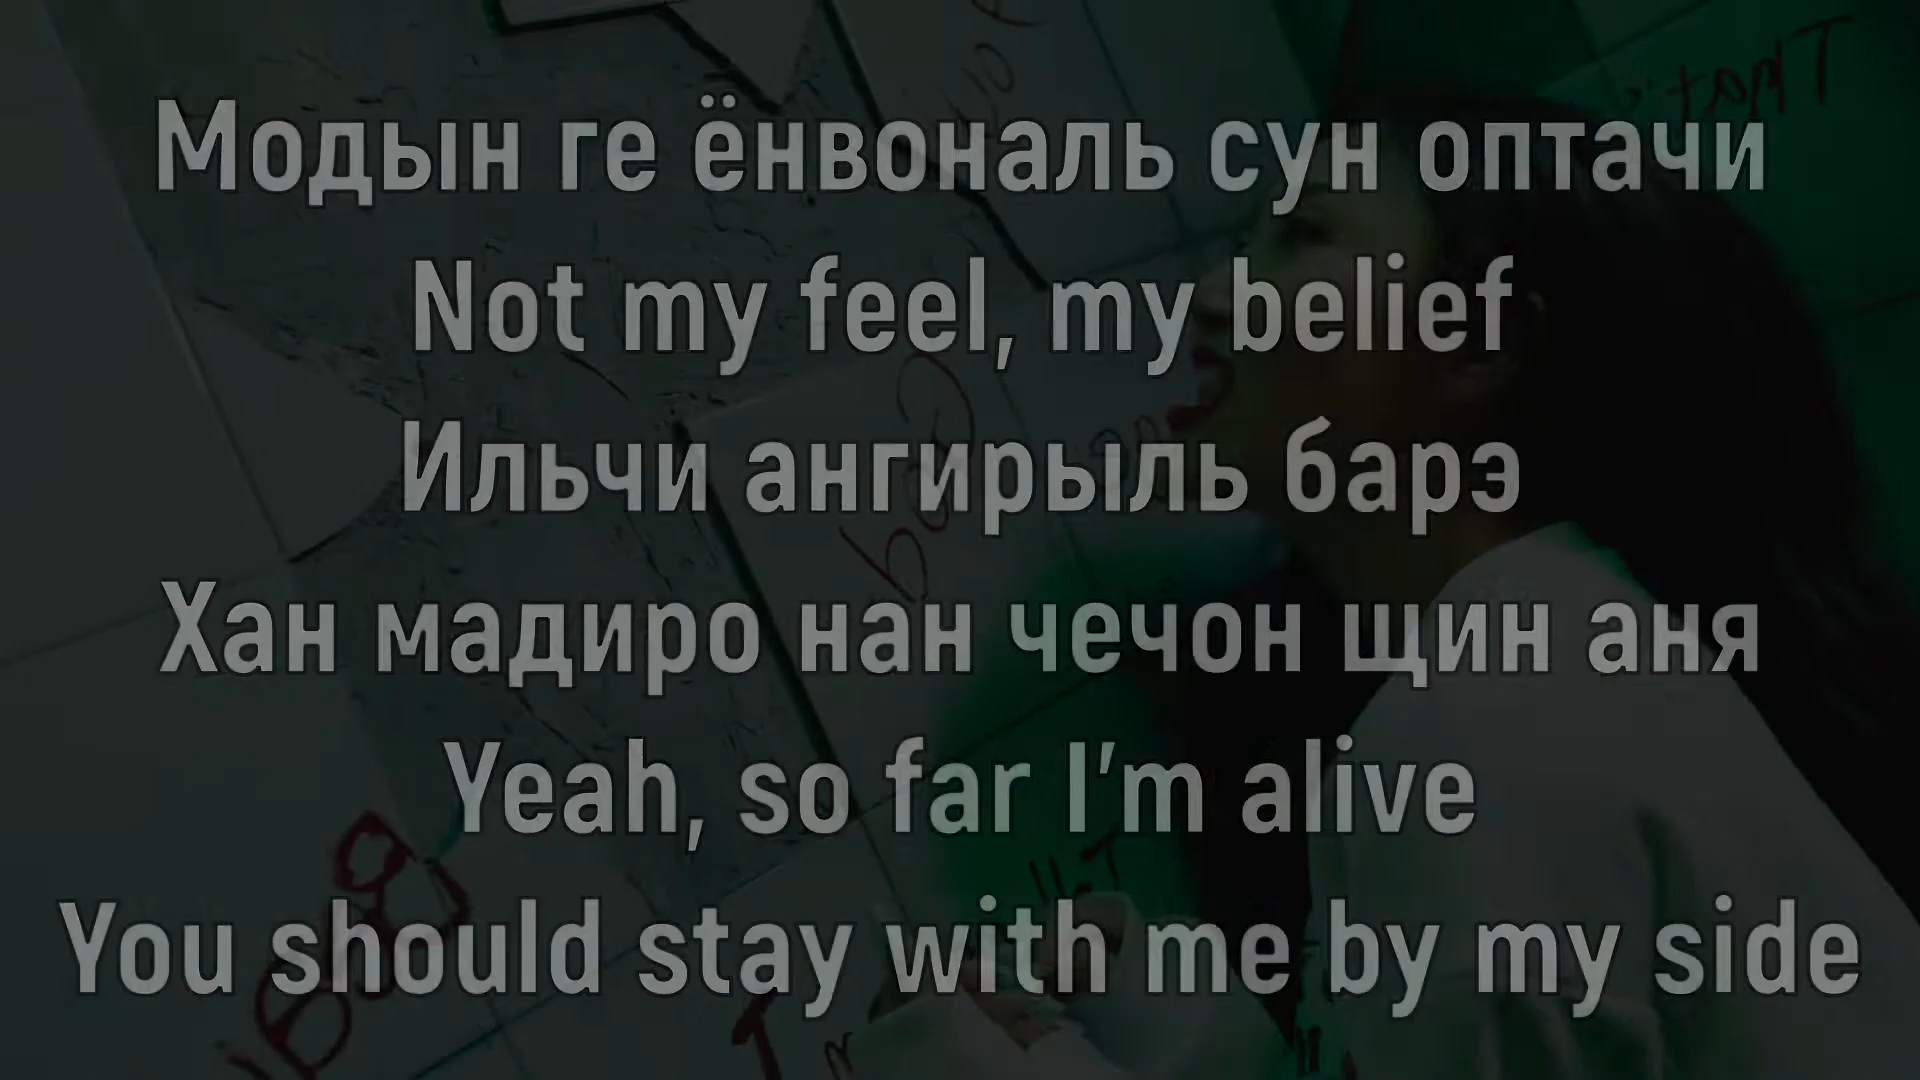 Модын ге ёнвональ сун оптачи
Not my feel, my belief
Ильчи ангирыль барэ
Хан мадиро нан чечон щин аня
Yeah, so far I'm alive
You should stay with me by my side